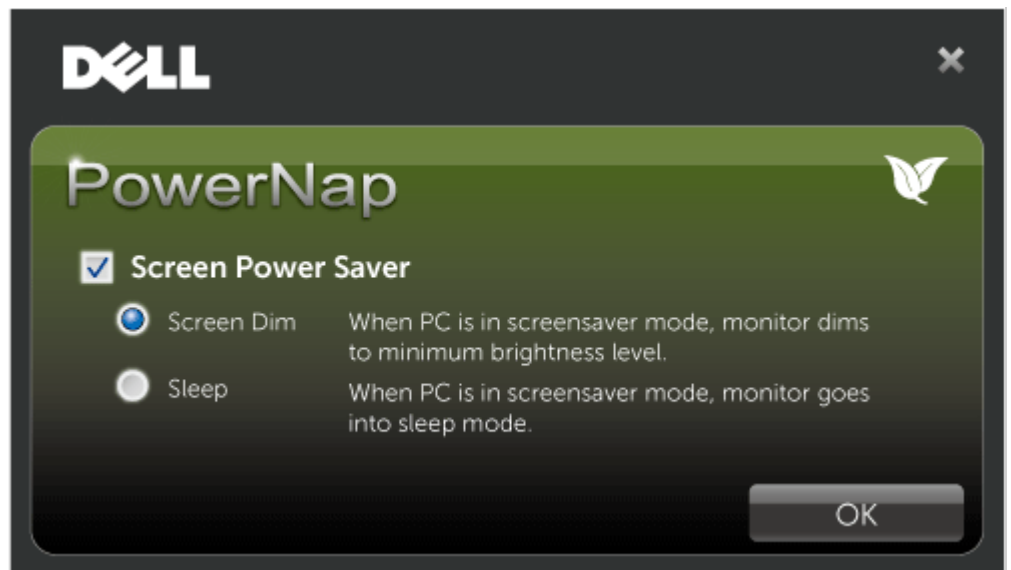 DELL
PowerNap
Screen Power Saver
Screen Dim When PC is in screensaver mode, monitor dims
to minimum brightness level.
Sleep When PC is in screensaver mode, monitor goes
into sleep mode.
OK